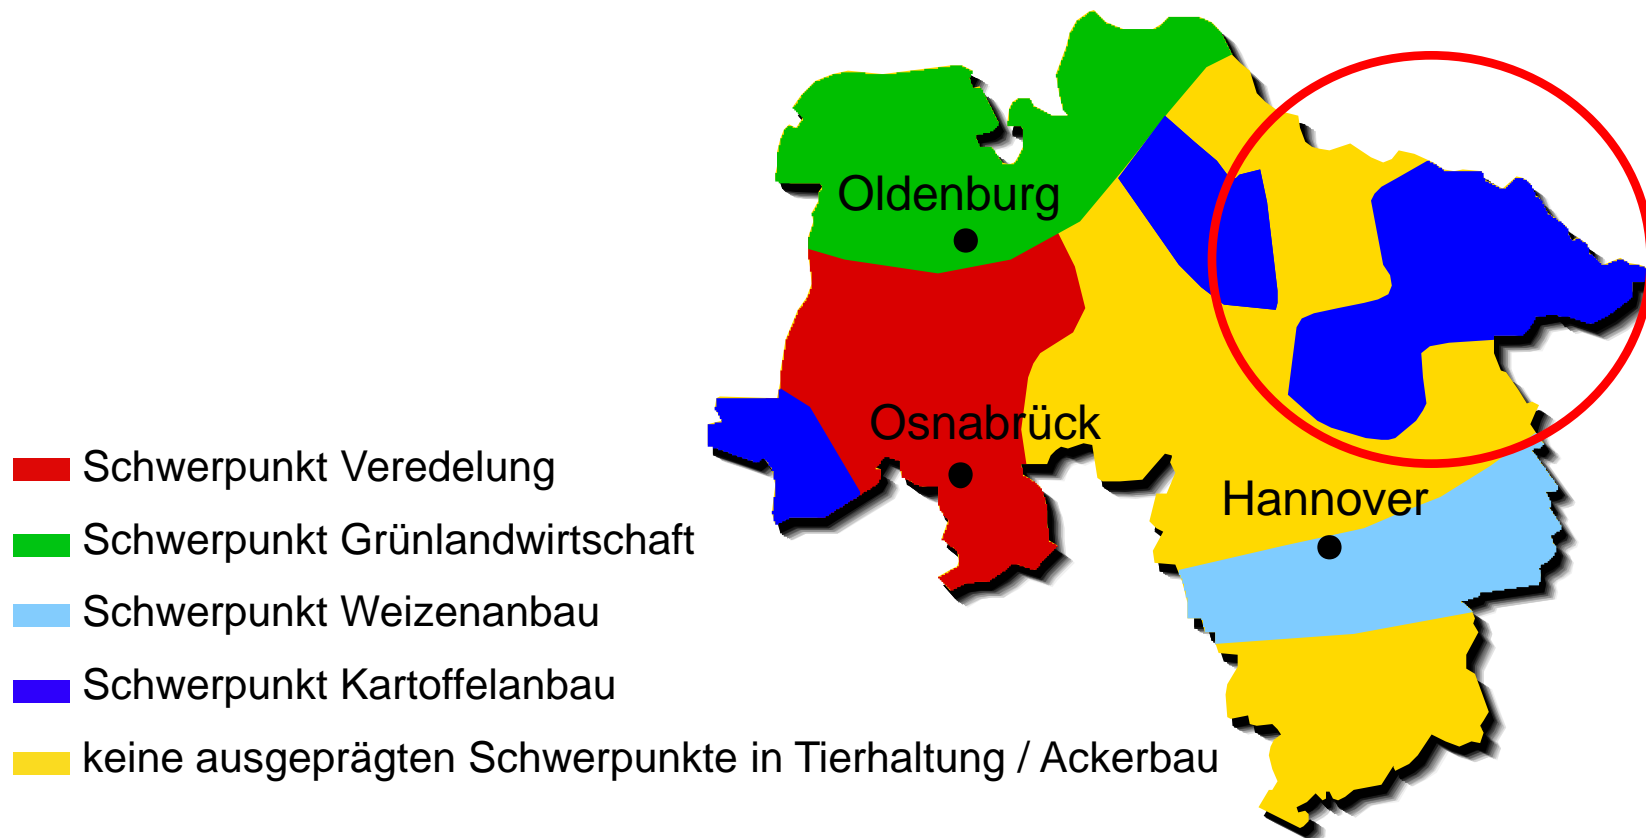 Oldenburg
Osnabrück
Hannover
Schwerpunkt Veredelung
Schwerpunkt Grünlandwirtschaft
Schwerpunkt Weizenanbau
Schwerpunkt Kartoffelanbau
keine ausgeprägten Schwerpunkte in Tierhaltung / Ackerbau